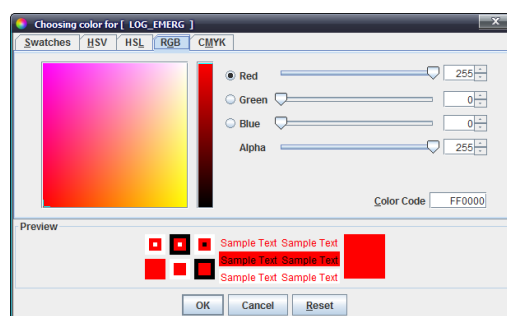 Choosing color for [ LOG_EMERG ]
Swatches HSV HSL RGB CMYK
Red 255
Green 0
Blue 0
Alpha 255
Color Code FF0000
Preview
Sample Text Sample Text
Sample Text Sample Text
Sample Text Sample Text
OK Cancel Reset